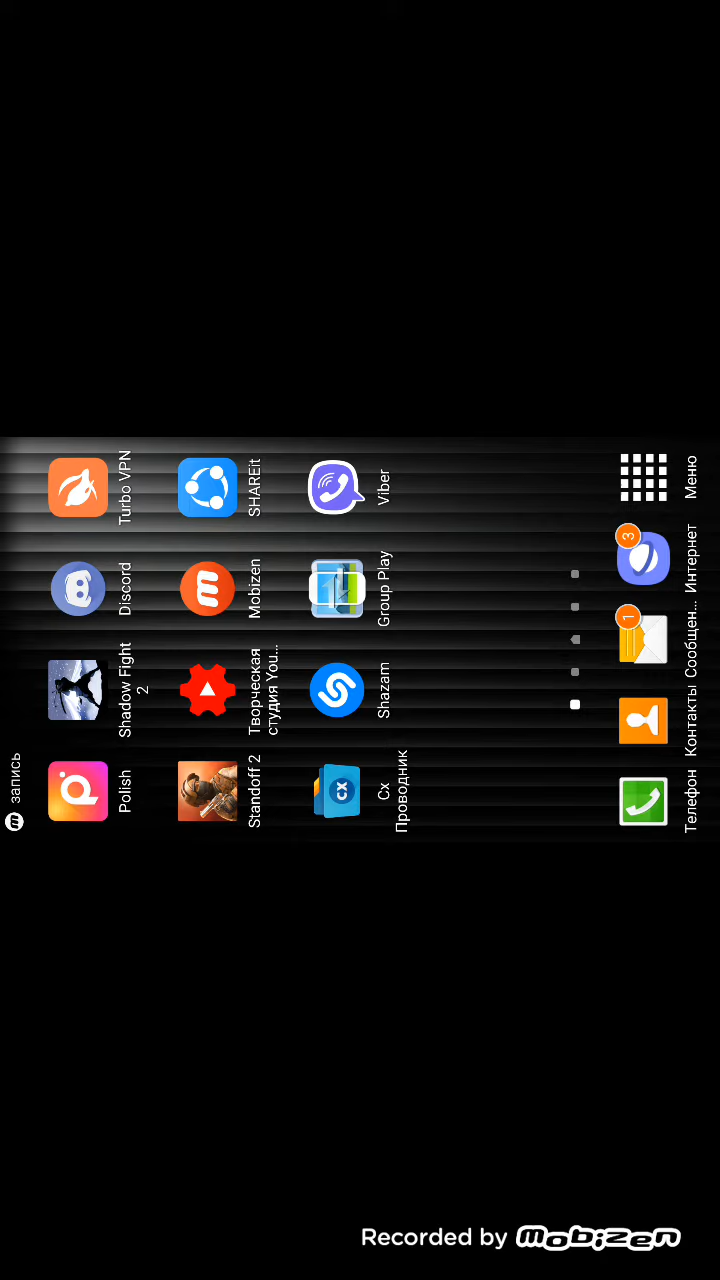 запись
Polish
Shadow Fight
2
Discord
Turbo VPN
Standoff 2
Творческая
студия You...
Mobizen
SHAREit
Cx
Проводник
Shazam
Group Play
Viber
CX
1
3
Телефон
Контакты
Сообщен...
Интернет
Меню
Recorded by mobizen